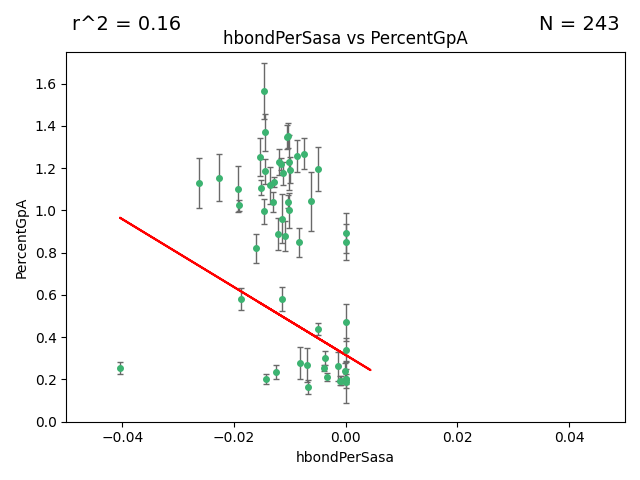 r^2 = 0.16
N = 243
hbondPerSasa vs PercentGpA
PercentGpA
1.6
1.4
1.2
1.0
0.8
0.6
0.4
0.2
0.0
−0.04 −0.02 0.00 0.02 0.04
hbondPerSasa